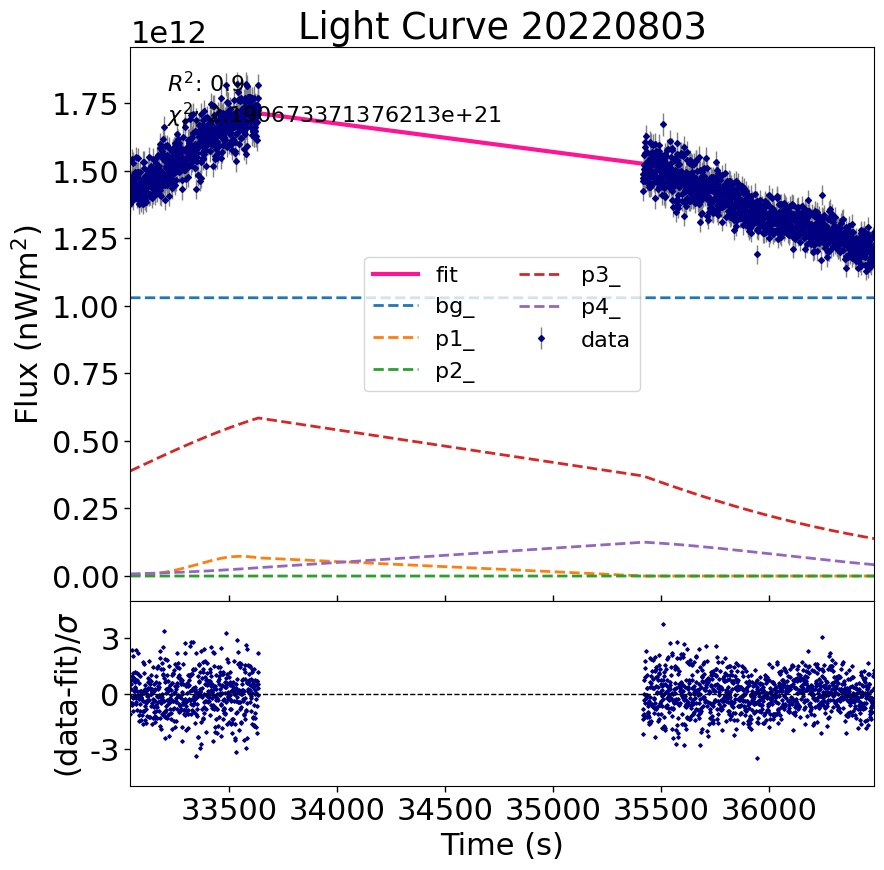 Light Curve 20220803
1e12
R²: 0.9
χ²: 2.190673371376213e+21
1.75
1.50
1.25
1.00
0.75
0.50
0.25
0.00
Flux (nW/m²)
fit
bg_
p1_
p2_
p3_
p4_
data
3
0
-3
(data-fit)/σ
33500 34000 34500 35000 35500 36000
Time (s)